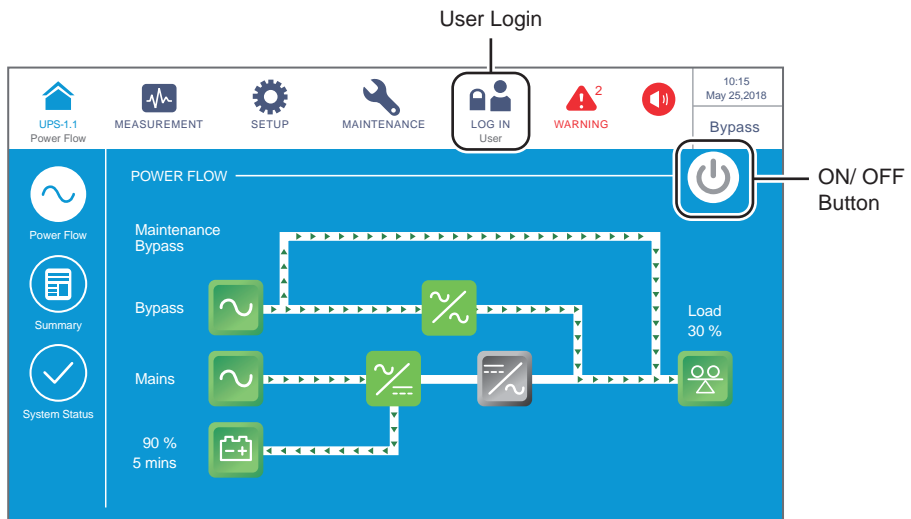 User Login
10:15
May 25,2018
UPS-1.1
Power Flow
MEASUREMENT
SETUP
MAINTENANCE
LOG IN
User
WARNING
2
Bypass
POWER FLOW
ON/ OFF
Button
Power Flow
Maintenance
Bypass
Bypass
Load
30 %
Summary
Mains
System Status
90 %
5 mins